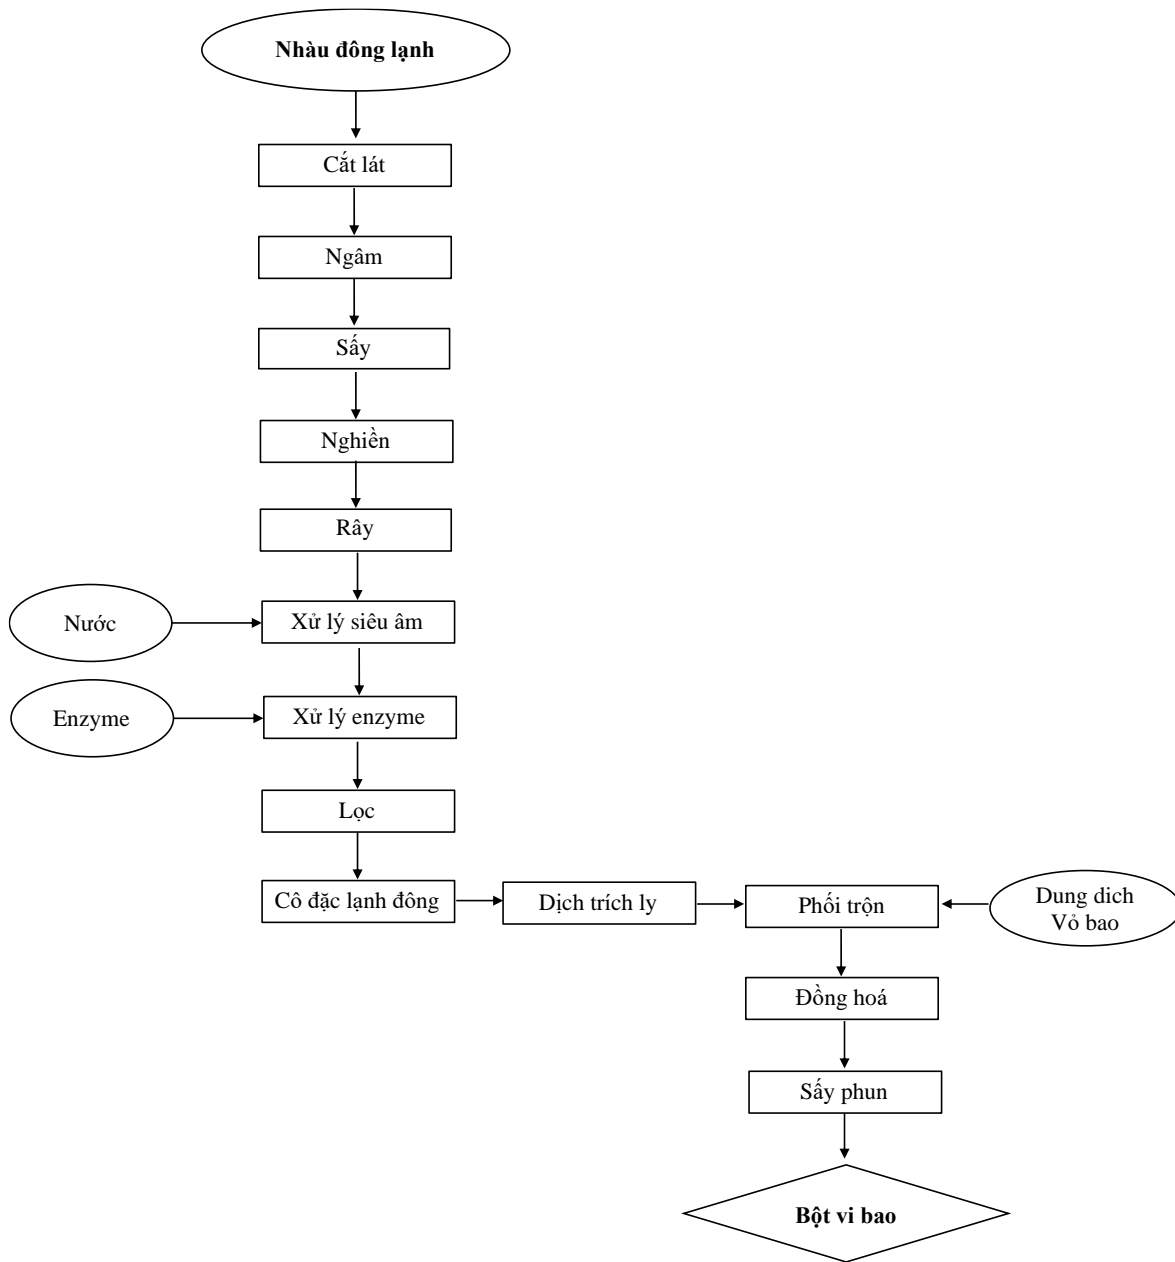 Nhàu đông lạnh
Cắt lát
Ngâm
Sấy
Nghiền
Rây
Nước
Xử lý siêu âm
Enzyme
Xử lý enzyme
Lọc
Cô đặc lạnh đông
Dịch trích ly
Phối trộn
Dung dich
Vỏ bao
Đồng hoá
Sấy phun
Bột vi bao